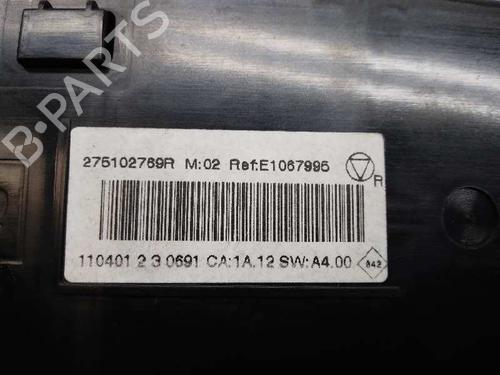 B-PARTS
275102769R M:02 Ref:E1067995
R
110401 2 3 0691 CA:1A.12 SW:A4.00
842